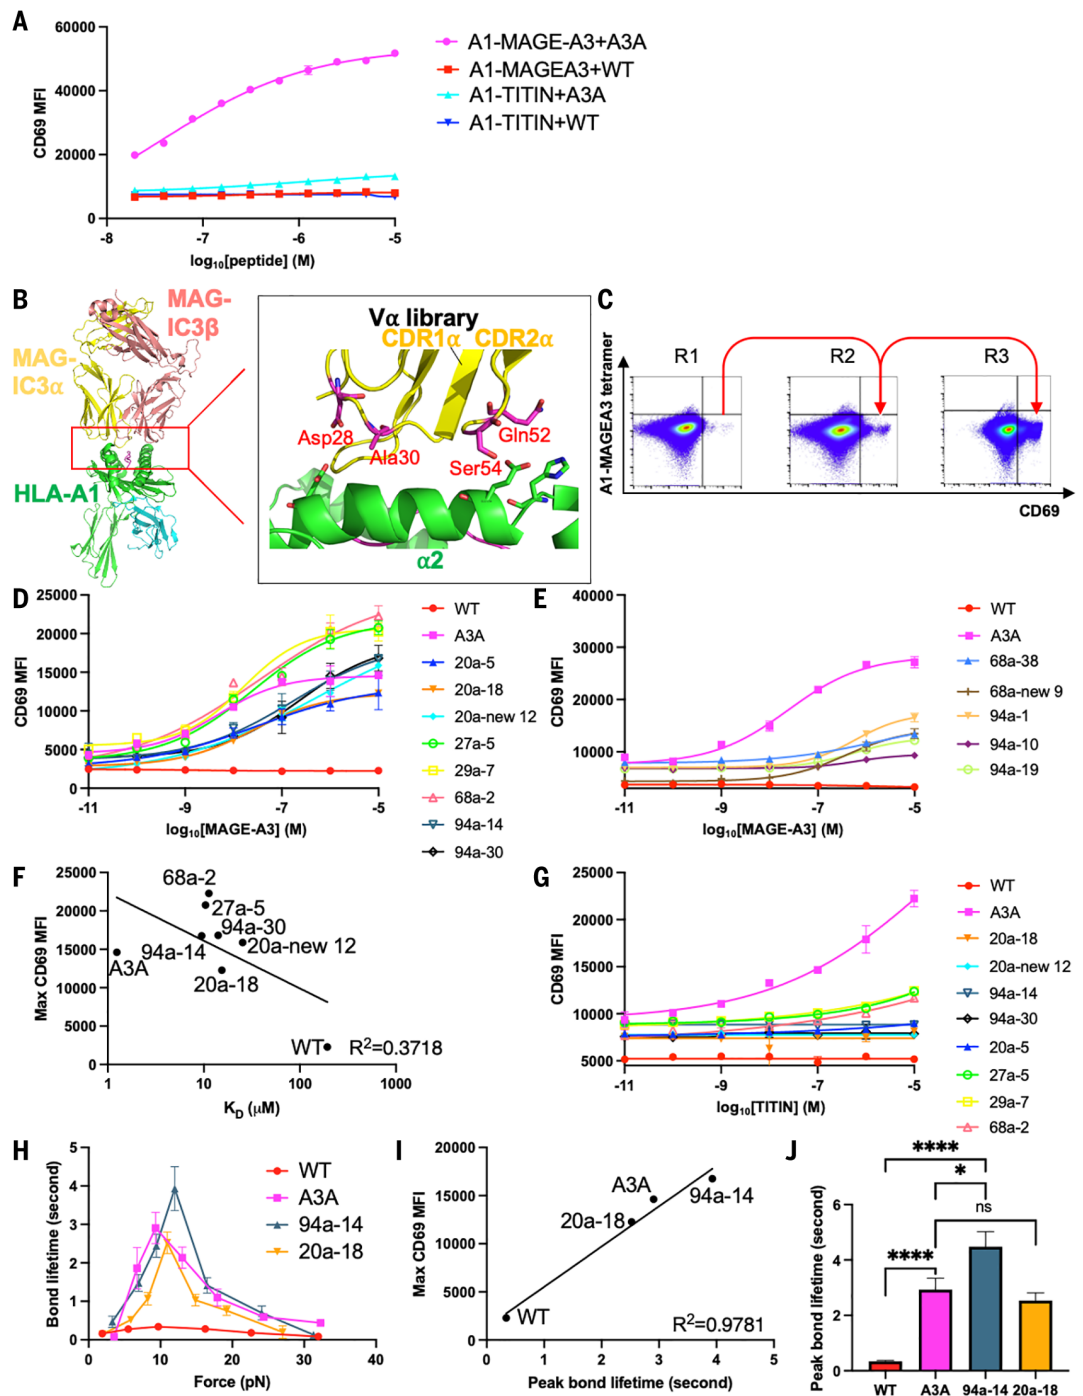 A
60000
40000
20000
0
CD69 MFI
-8
-7
-6
-5
log10[peptide] (M)
A1-MAGE-A3+A3A
A1-MAGEA3+WT
A1-TITIN+A3A
A1-TITIN+WT
B
MAG-
IC3β
MAG-
IC3α
HLA-A1
Vα library
CDR1α CDR2α
Asp28
Ala30
Gln52
Ser54
α2
C
A1-MAGEA3 tetramer
R1
R2
R3
CD69
D
25000
20000
15000
10000
5000
0
CD69 MFI
-11
-9
-7
-5
log10[MAGE-A3] (M)
WT
A3A
20a-5
20a-18
20a-new 12
27a-5
29a-7
68a-2
94a-14
94a-30
E
40000
30000
20000
10000
CD69 MFI
-11
-9
-7
-5
log10[MAGE-A3] (M)
WT
A3A
68a-38
68a-new 9
94a-1
94a-10
94a-19
F
25000
20000
15000
10000
5000
0
Max CD69 MFI
68a-2
27a-5
94a-30
94a-14
20a-new 12
A3A
20a-18
WT
R2=0.3718
1
10
100
1000
KD (μM)
G
25000
20000
15000
10000
5000
CD69 MFI
-11
-9
-7
-5
log10[TITIN] (M)
WT
A3A
20a-18
20a-new 12
94a-14
94a-30
20a-5
27a-5
29a-7
68a-2
H
5
4
3
2
1
0
Bond lifetime (second)
0
10
20
30
40
Force (pN)
WT
A3A
94a-14
20a-18
I
20000
15000
10000
5000
0
Max CD69 MFI
A3A
94a-14
20a-18
WT
R2=0.9781
0
1
2
3
4
5
Peak bond lifetime (second)
J
****
*
ns
****
6
4
2
0
Peak bond lifetime (second)
WT
A3A
94a-14
20a-18